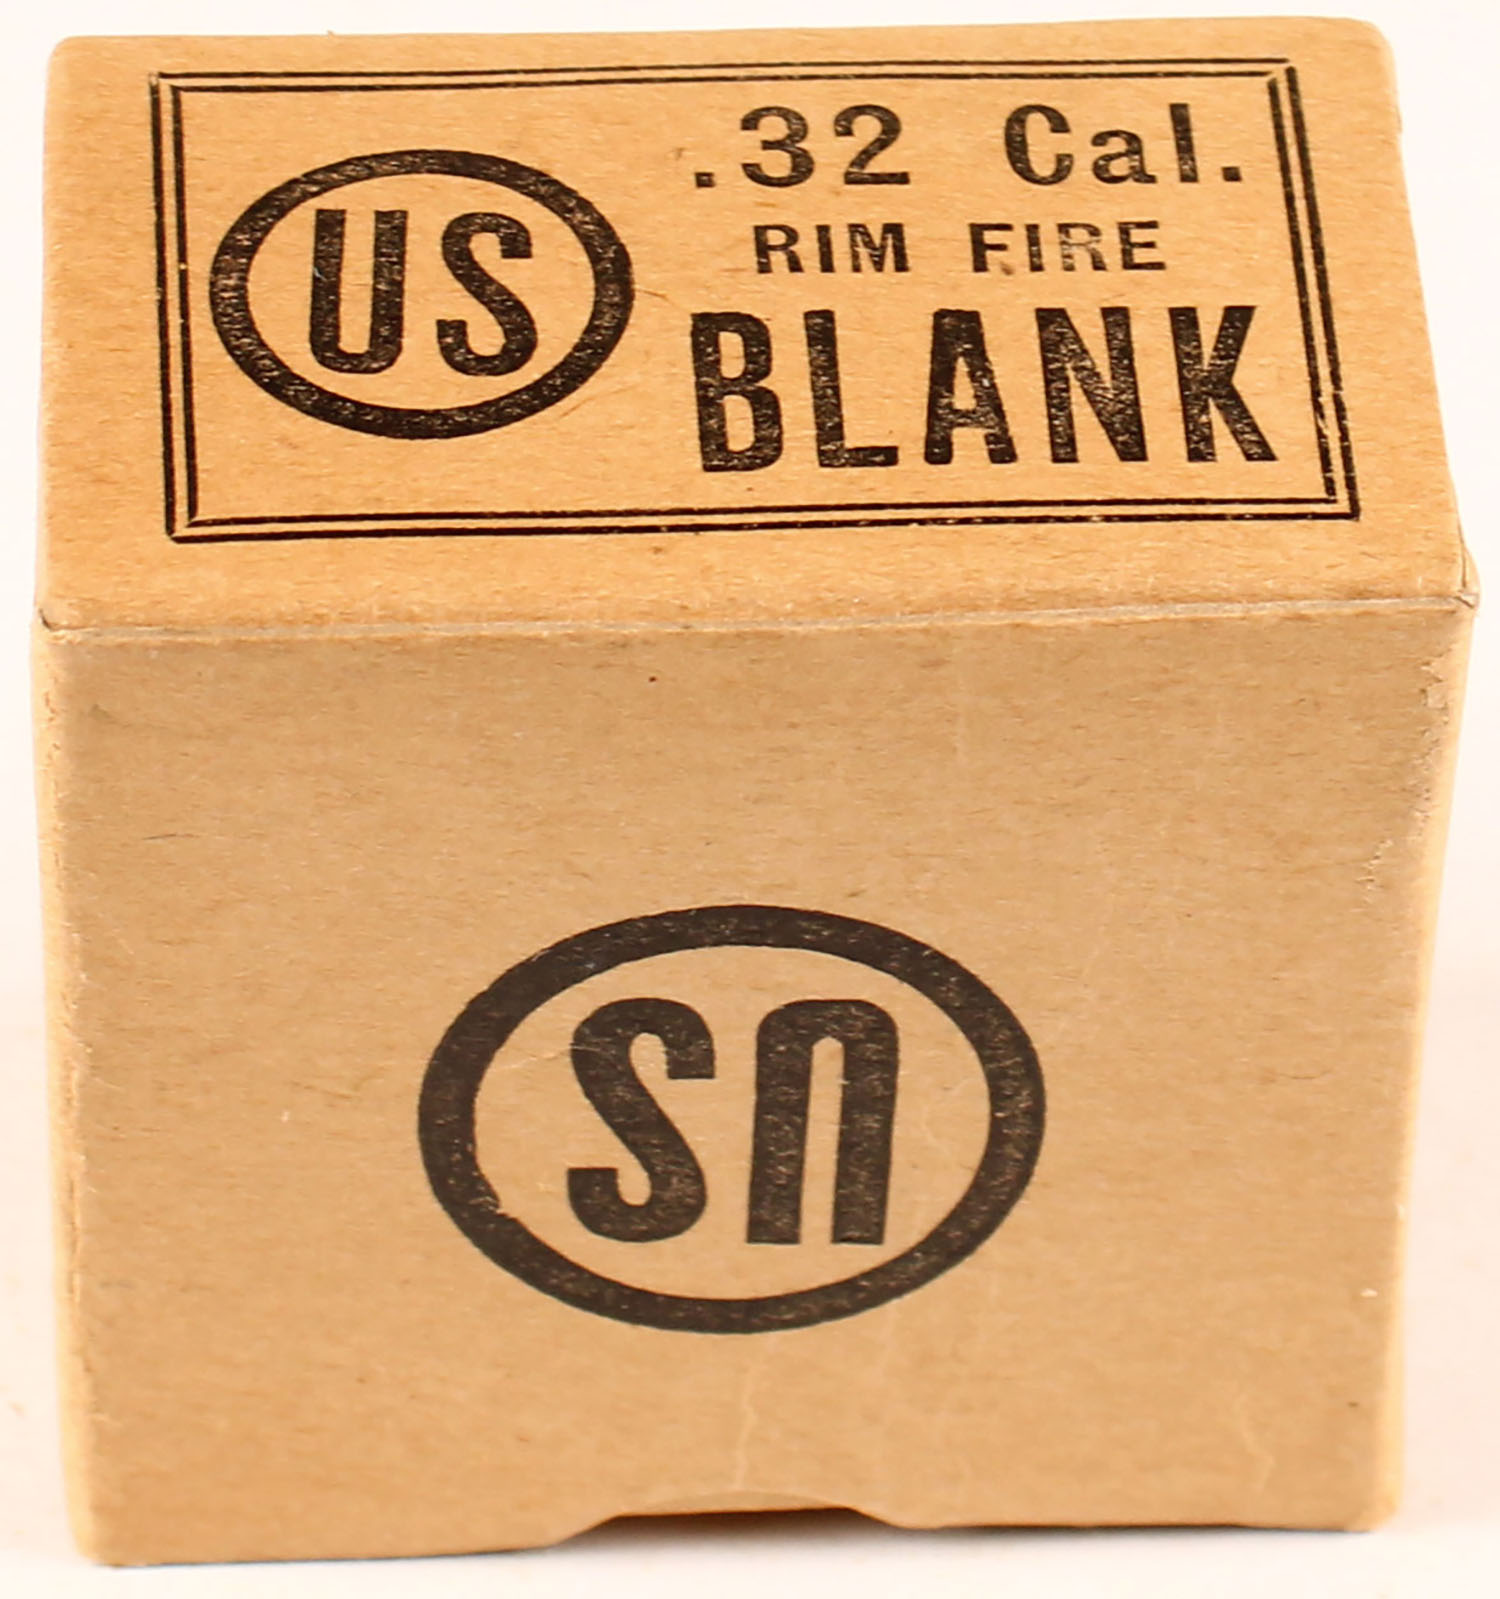 US
.32 Cal.
RIM FIRE
BLANK
US